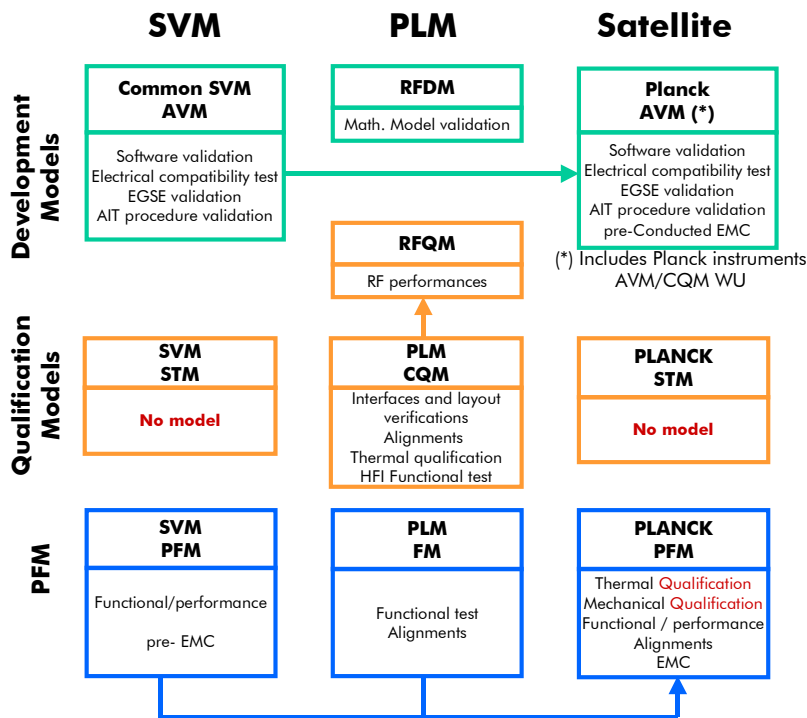 SVM
PLM
Satellite
Development
Models
Common SVM
AVM
Software validation
Electrical compatibility test
EGSE validation
AIT procedure validation
RFDM
Math. Model validation
Planck
AVM (*)
Software validation
Electrical compatibility test
EGSE validation
AIT procedure validation
pre-Conducted EMC
(*) Includes Planck instruments
AVM/CQM WU
RFQM
RF performances
Qualification
Models
SVM
STM
No model
PLM
CQM
Interfaces and layout
verifications
Alignments
Thermal qualification
HFI Functional test
PLANCK
STM
No model
PFM
SVM
PFM
Functional/performance
pre- EMC
PLM
FM
Functional test
Alignments
PLANCK
PFM
Thermal Qualification
Mechanical Qualification
Functional / performance
Alignments
EMC